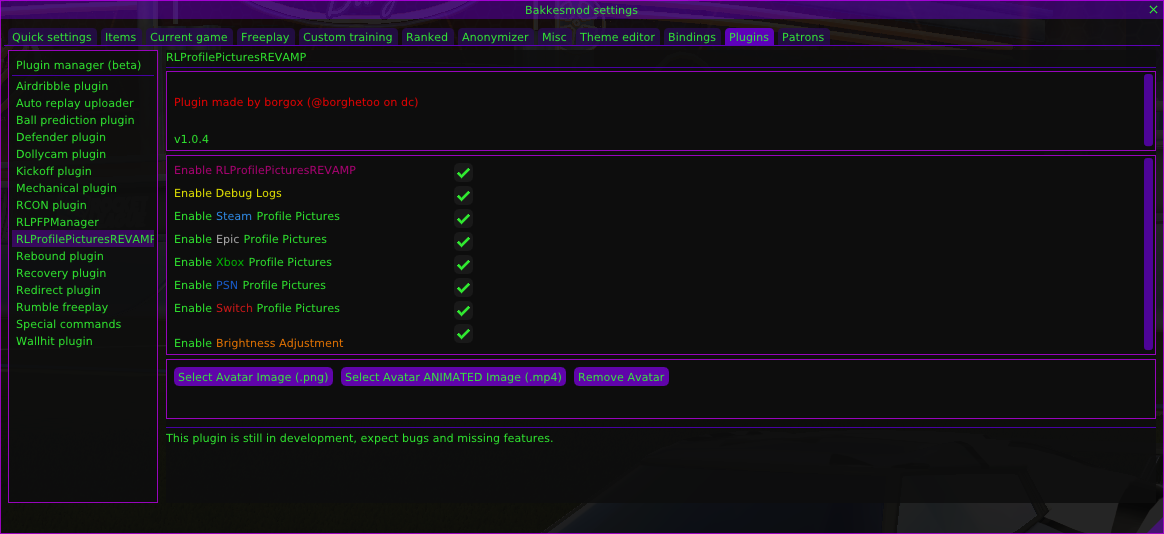 Bakkesmod settings
Quick settings Items Current game Freeplay Custom training Ranked Anonymizer Misc Theme editor Bindings Plugins Patrons
Plugin manager (beta)
Airdribble plugin
Auto replay uploader
Ball prediction plugin
Defender plugin
Dollycam plugin
Kickoff plugin
Mechanical plugin
RCON plugin
RLPFPManager
RLProfilePicturesREVAMP
Rebound plugin
Recovery plugin
Redirect plugin
Rumble freeplay
Special commands
Wallhit plugin
RLProfilePicturesREVAMP
Plugin made by borgox (@borghetoo on dc)
v1.0.4
Enable RLProfilePicturesREVAMP
Enable Debug Logs
Enable Steam Profile Pictures
Enable Epic Profile Pictures
Enable Xbox Profile Pictures
Enable PSN Profile Pictures
Enable Switch Profile Pictures
Enable Brightness Adjustment
Select Avatar Image (.png) Select Avatar ANIMATED Image (.mp4) Remove Avatar
This plugin is still in development, expect bugs and missing features.